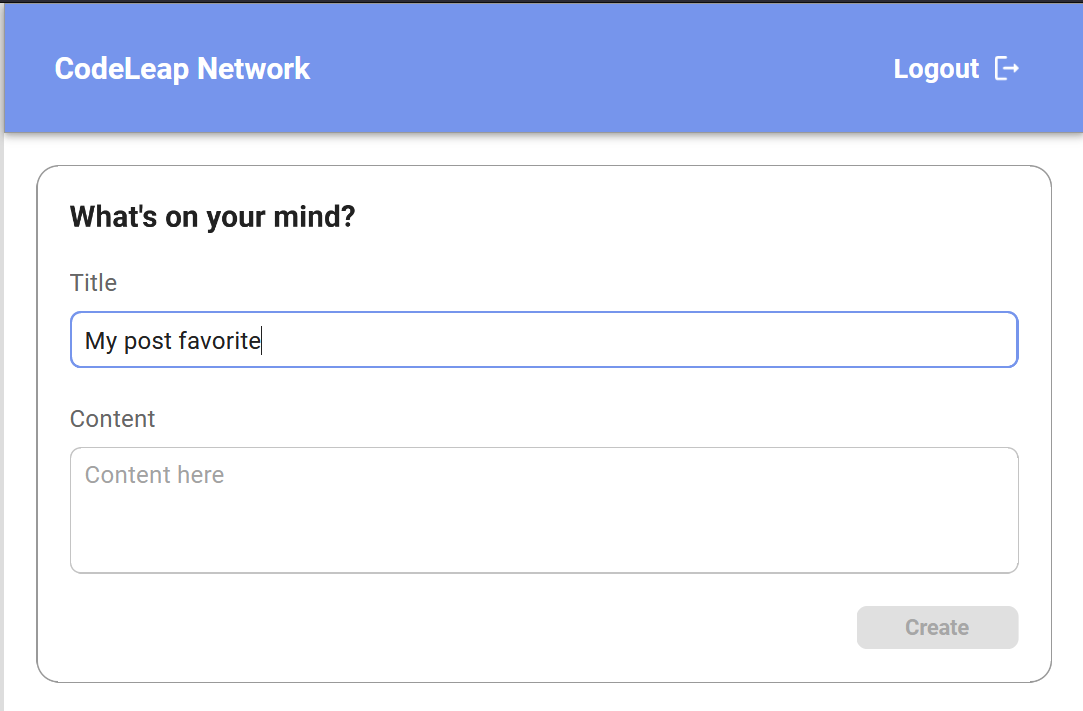 CodeLeap Network Logout
What's on your mind?
Title
My post favorite
Content
Content here
Create